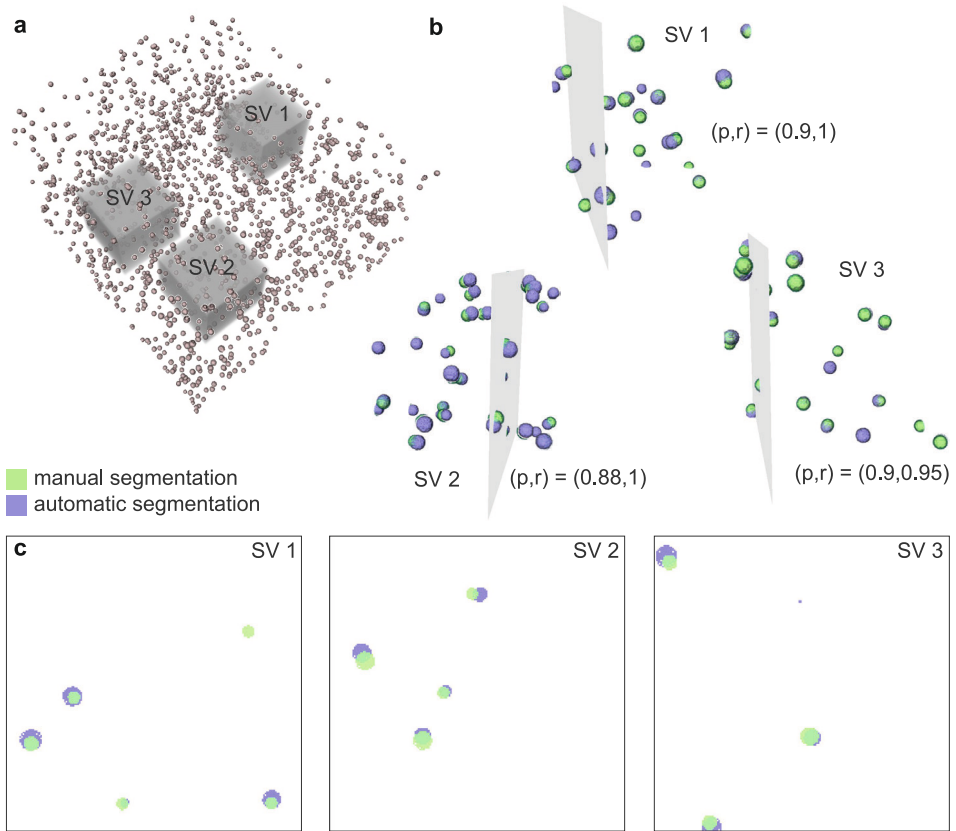 a
SV 1
SV 3
SV 2
b
SV 1
(p,r) = (0.9,1)
SV 3
(p,r) = (0.9,0.95)
SV 2
(p,r) = (0.88,1)
manual segmentation
automatic segmentation
c
SV 1
SV 2
SV 3